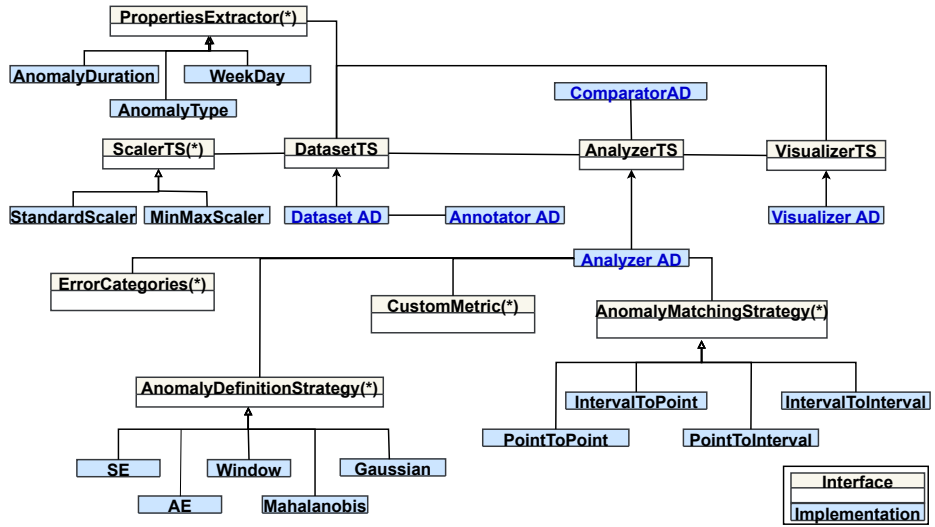 PropertiesExtractor(*)
AnomalyDuration
WeekDay
AnomalyType
ComparatorAD
ScalerTS(*)
DatasetTS
AnalyzerTS
VisualizerTS
StandardScaler
MinMaxScaler
Dataset AD
Annotator AD
Visualizer AD
Analyzer AD
ErrorCategories(*)
CustomMetric(*)
AnomalyMatchingStrategy(*)
AnomalyDefinitionStrategy(*)
IntervalToPoint
IntervalToInterval
PointToPoint
PointToInterval
SE
Window
Gaussian
AE
Mahalanobis
Interface
Implementation